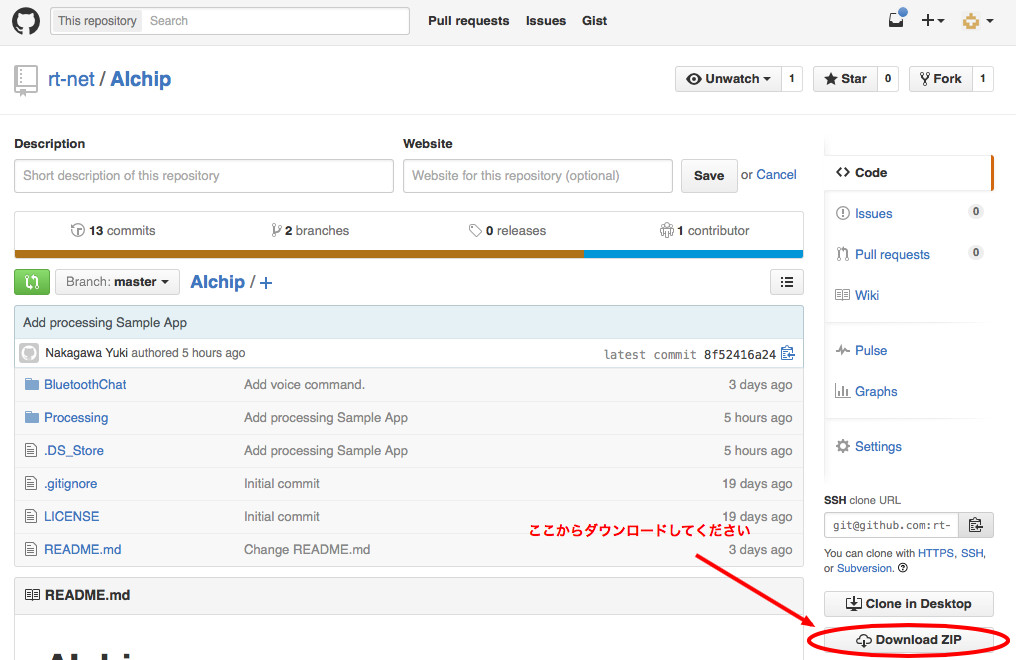 This repository Search Pull requests Issues Gist
rt-net / Alchip
Unwatch 1 Star 0 Fork 1
Description Website
Short description of this repository Website for this repository (optional) Save or Cancel
13 commits 2 branches 0 releases 1 contributor
Branch: master Alchip / +
Add processing Sample App
Nakagawa Yuki authored 5 hours ago latest commit 8f52416a24
BluetoothChat Add voice command. 3 days ago
Processing Add processing Sample App 5 hours ago
.DS_Store Add processing Sample App 5 hours ago
.gitignore Initial commit 19 days ago
LICENSE Initial commit 19 days ago
ここからダウンロードしてください
README.md Change README.md 3 days ago
README.md
Alchip
Code
Issues 0
Pull requests 0
Wiki
Pulse
Graphs
Settings
SSH clone URL
git@github.com:rt-
You can clone with HTTPS, SSH,
or Subversion.
Clone in Desktop
Download ZIP